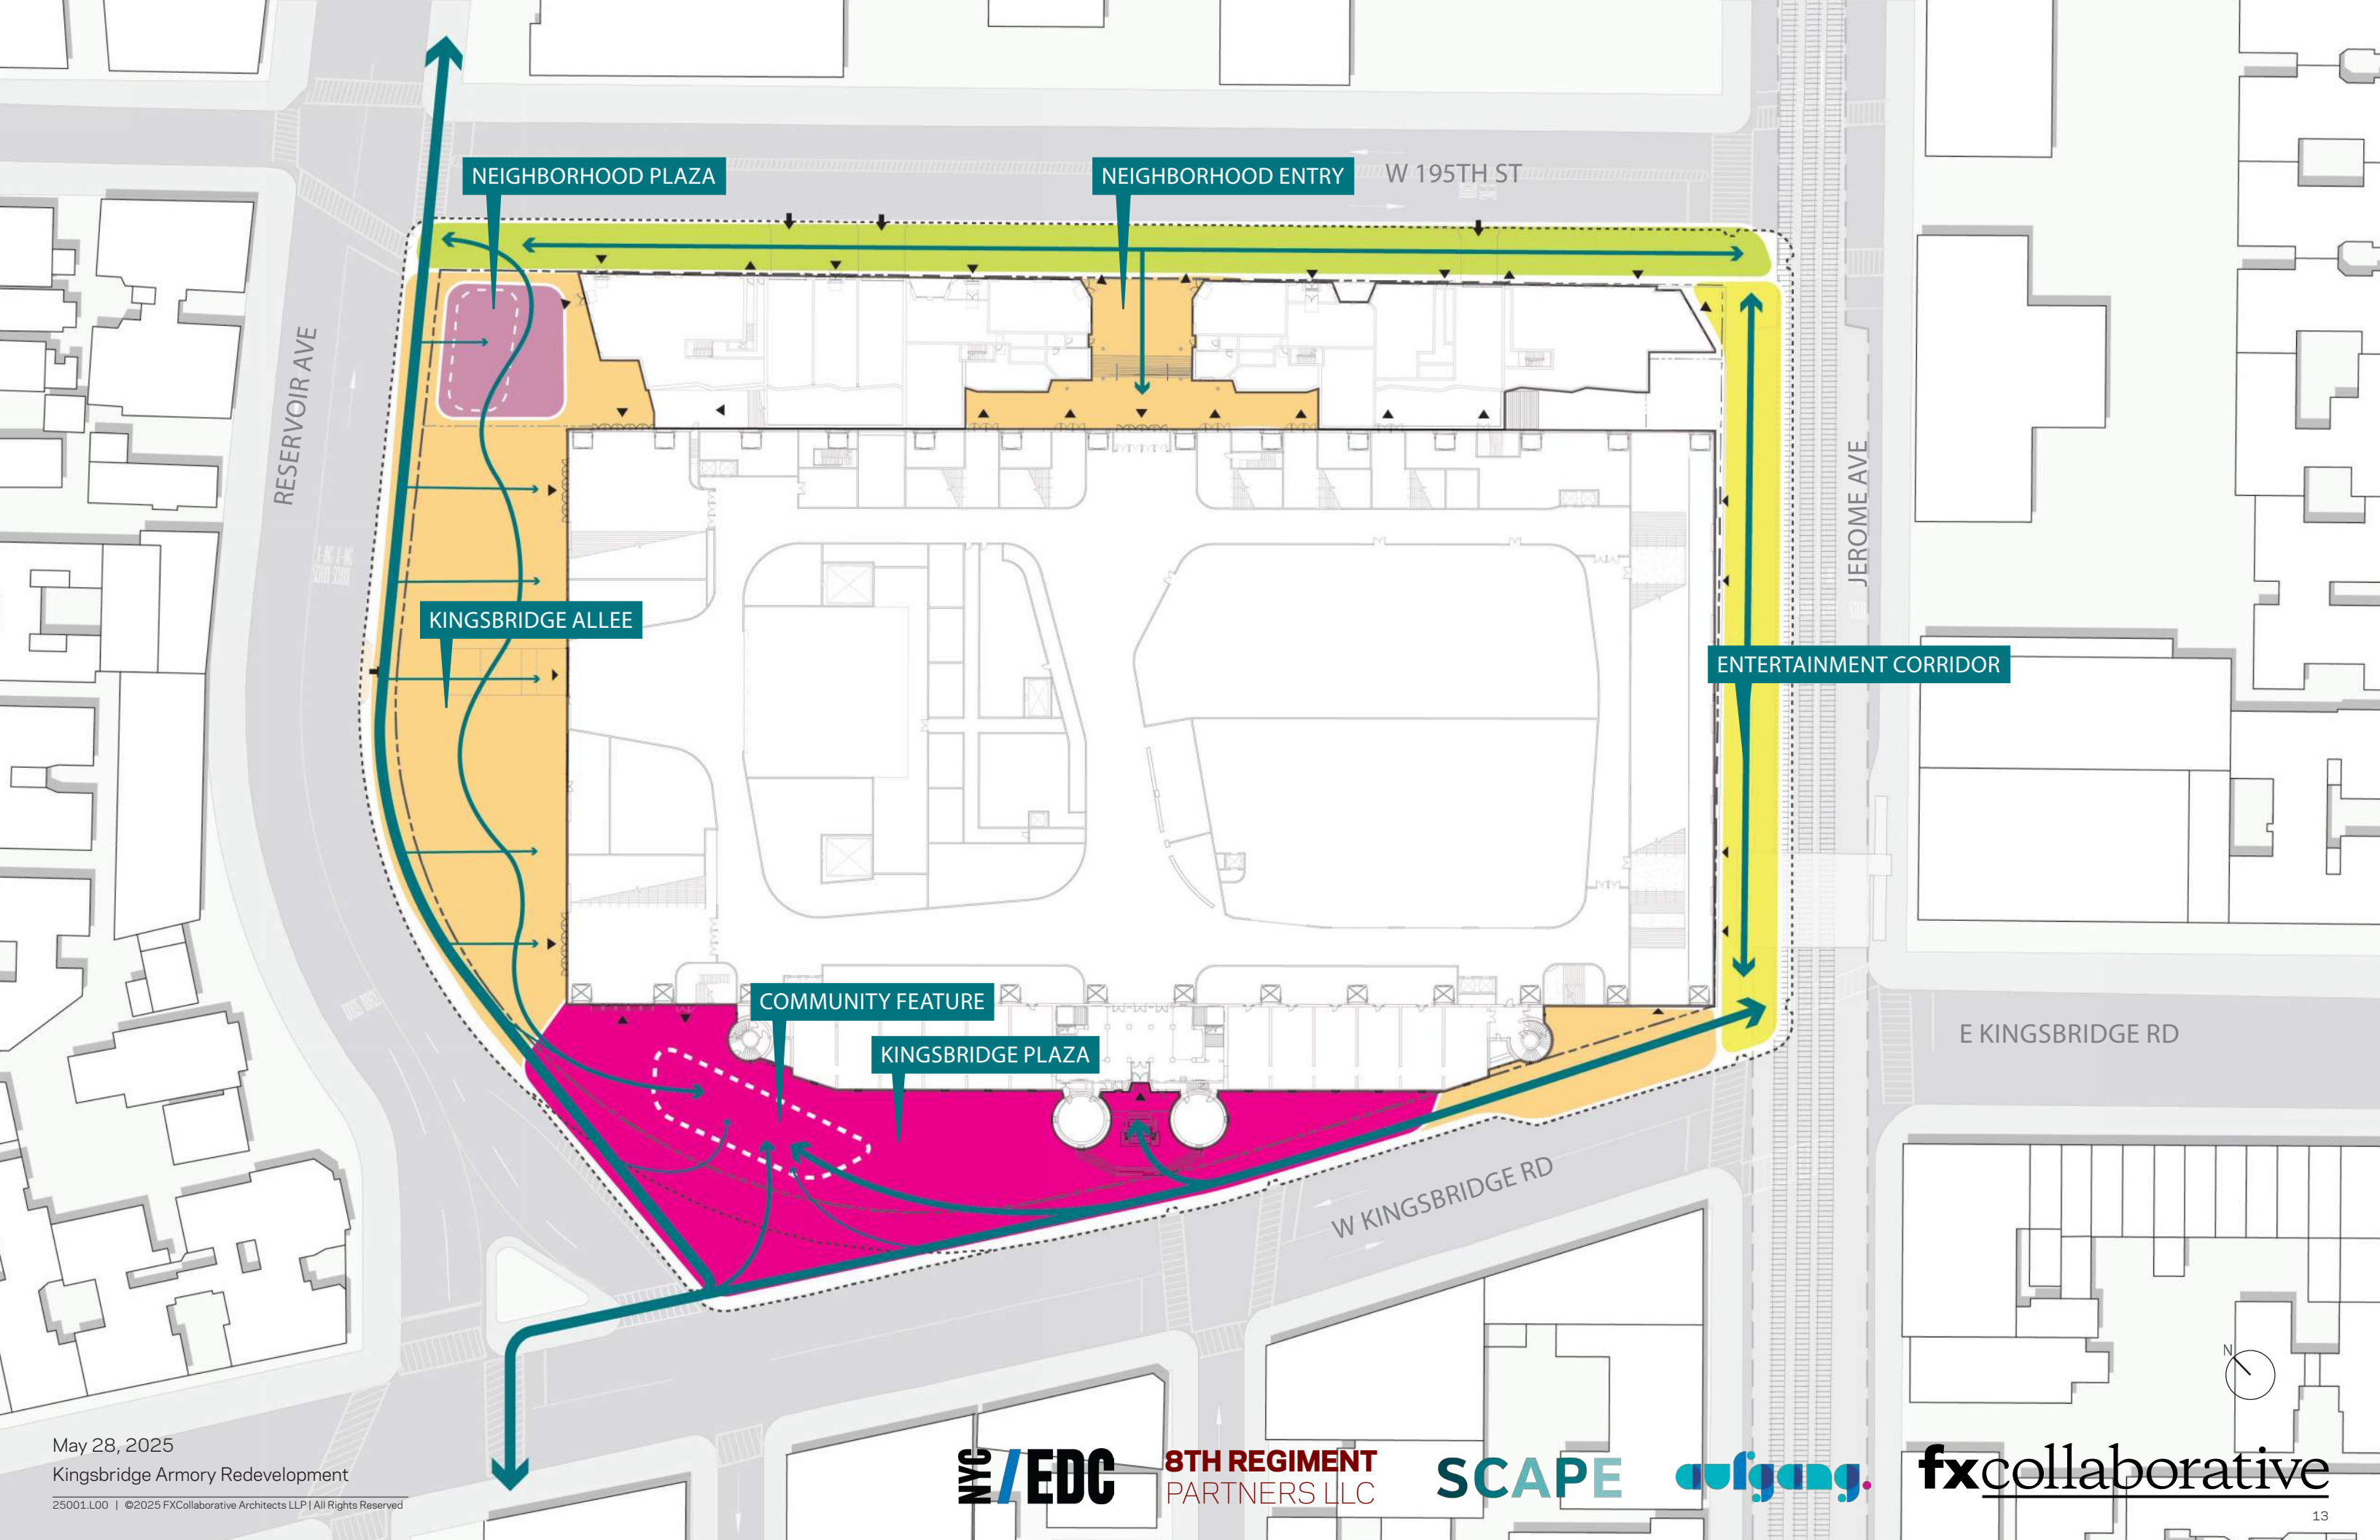 NEIGHBORHOOD PLAZA
NEIGHBORHOOD ENTRY
W 195TH ST
RESERVOIR AVE
JEROME AVE
KINGSBRIDGE ALLEE
ENTERTAINMENT CORRIDOR
COMMUNITY FEATURE
KINGSBRIDGE PLAZA
E KINGSBRIDGE RD
W KINGSBRIDGE RD
N
May 28, 2025
Kingsbridge Armory Redevelopment
25001.L00 | ©2025 FXCollaborative Architects LLP | All Rights Reserved
NYC/EDC
8TH REGIMENT
PARTNERS LLC
SCAPE
aufgang.
fxcollaborative
13